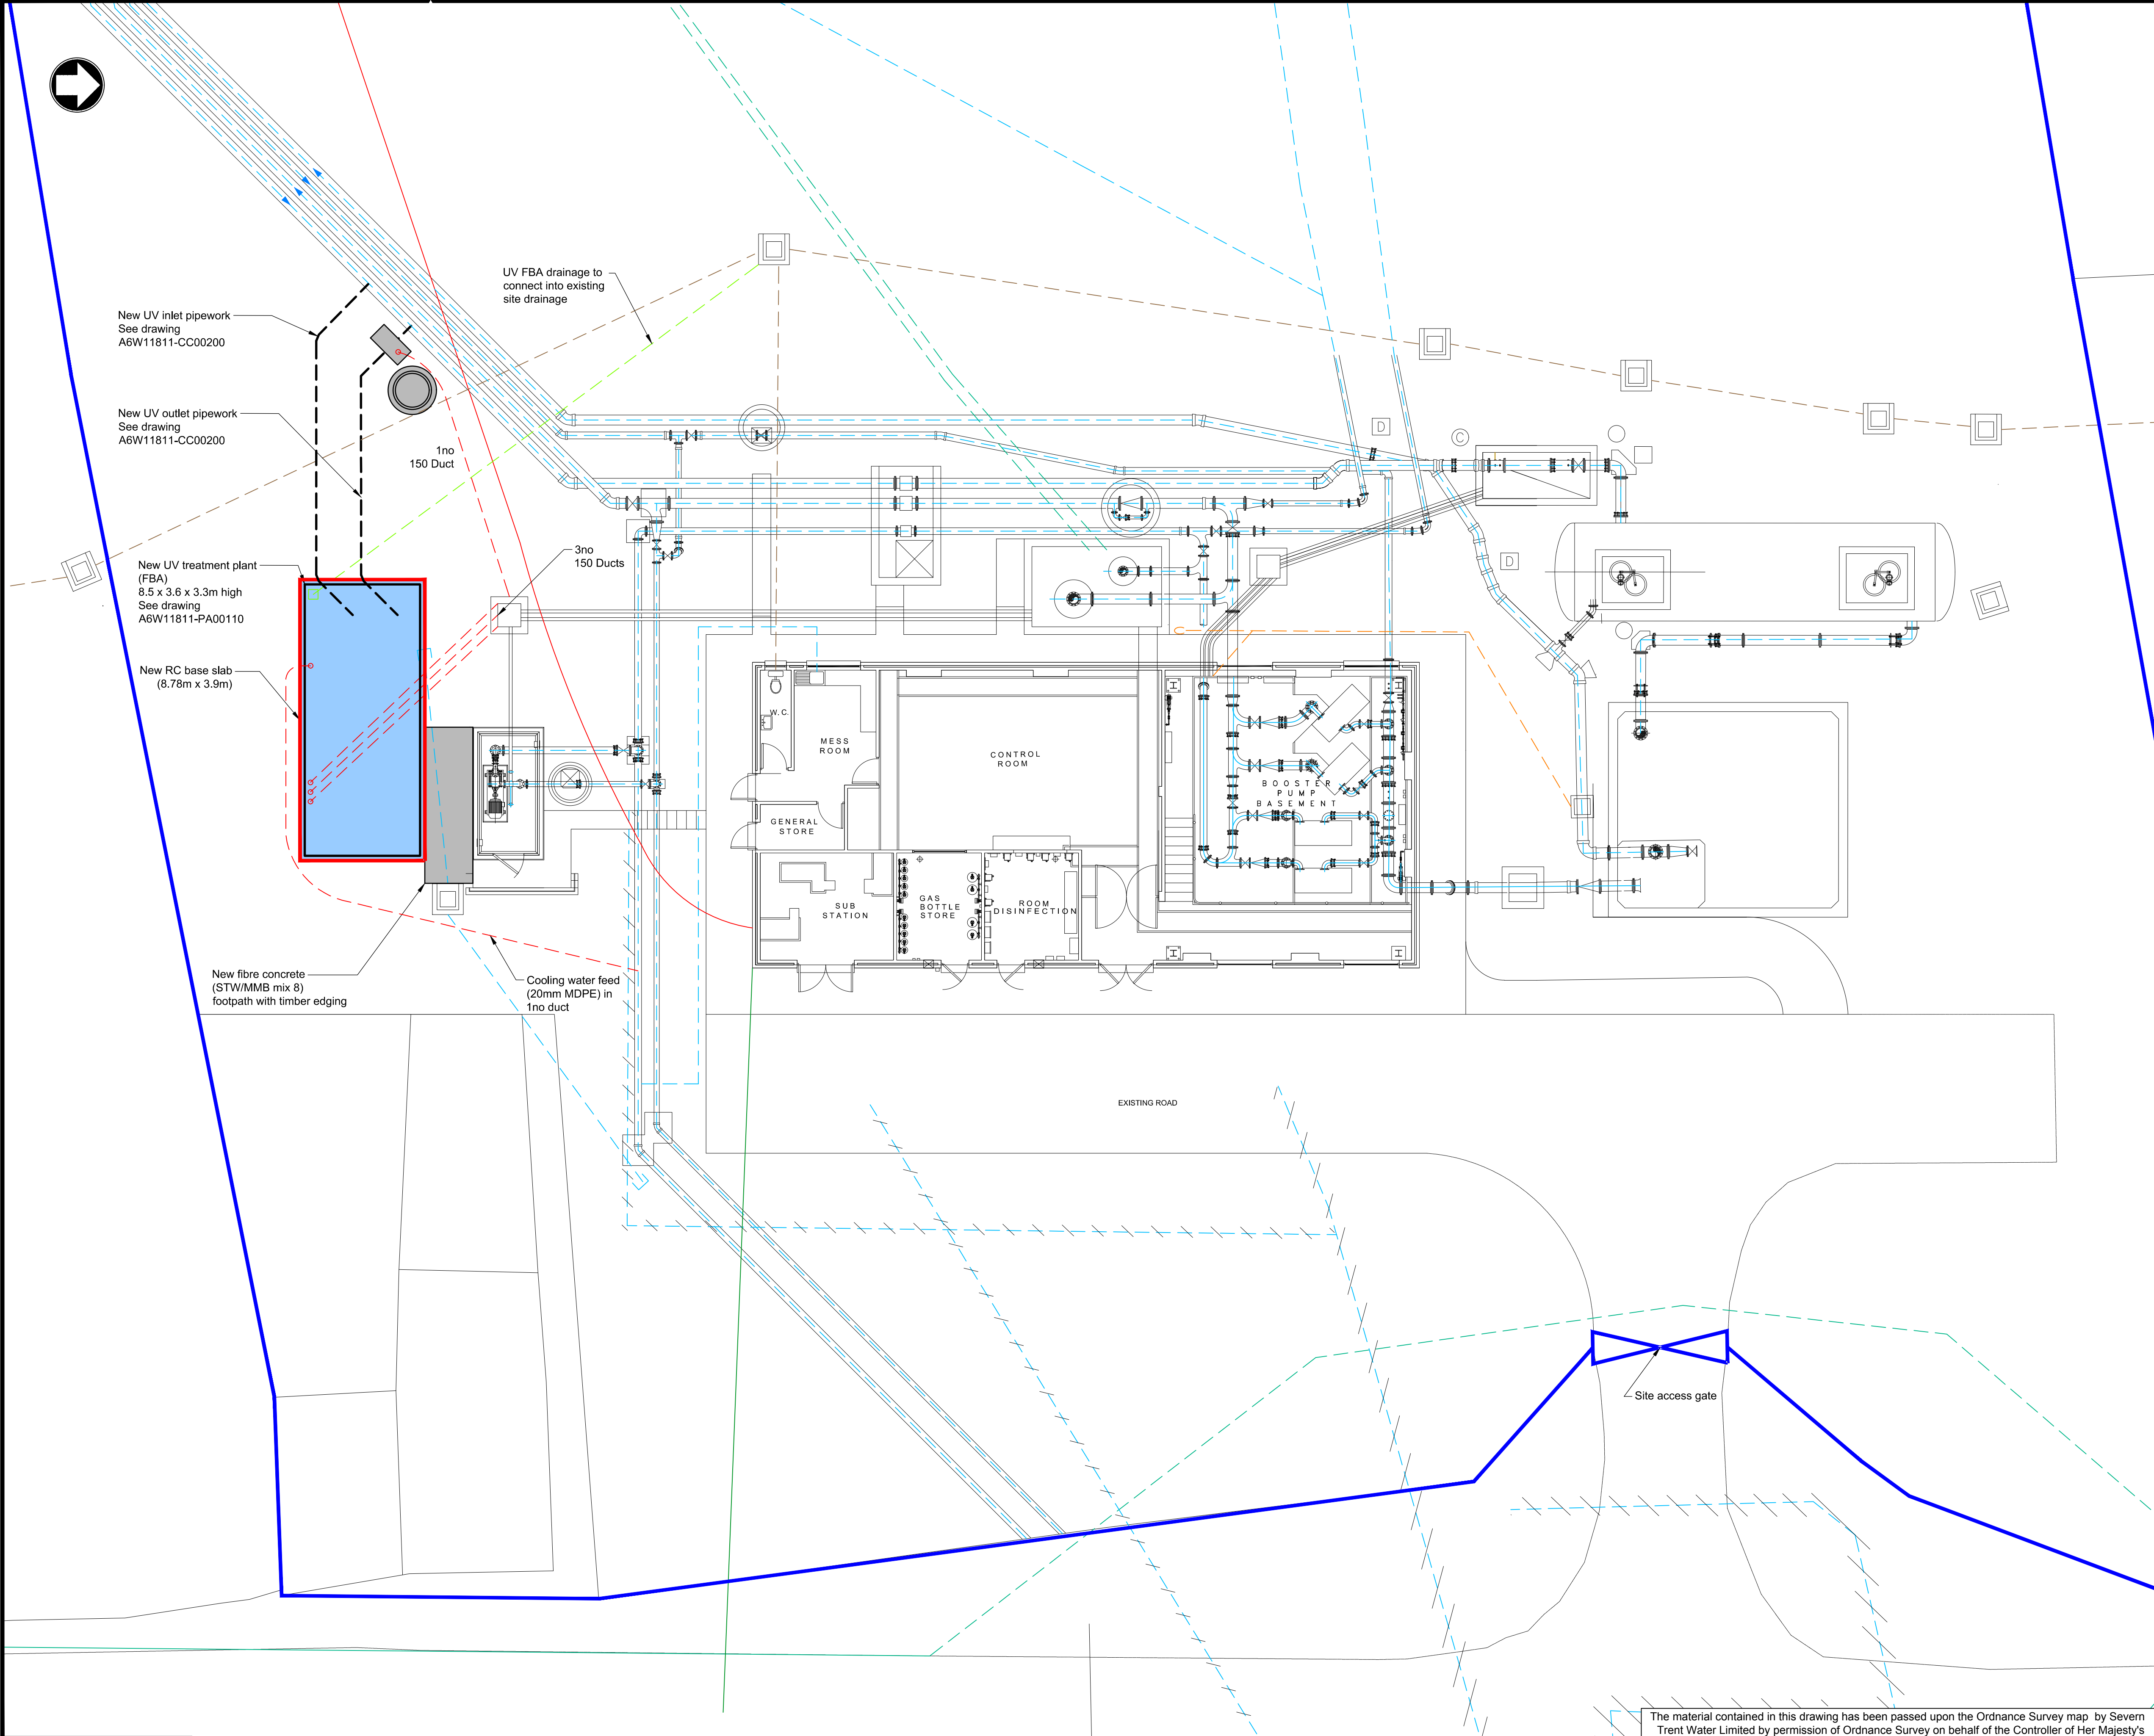 UV FBA drainage to
connect into existing
site drainage
New UV inlet pipework
See drawing
A6W11811-CC00200
New UV outlet pipework
See drawing
A6W11811-CC00200
1no
150 Duct
D
C
3no
150 Ducts
D
New UV treatment plant
(FBA)
8.5 x 3.6 x 3.3m high
See drawing
A6W11811-PA00110
New RC base slab
(8.78m x 3.9m)
W.C.
MESS
ROOM
CONTROL
ROOM
H
H
BOOSTER
PUMP
BASEMENT
GENERAL
STORE
SUB
STATION
GAS
BOTTLE
STORE
ROOM
DISINFECTION
H
H
New fibre concrete
(STW/MMB mix 8)
footpath with timber edging
Cooling water feed
(20mm MDPE) in
1no duct
EXISTING ROAD
Site access gate
The material contained in this drawing has been passed upon the Ordnance Survey map by Severn
Trent Water Limited by permission of Ordnance Survey on behalf of the Controller of Her Majesty's